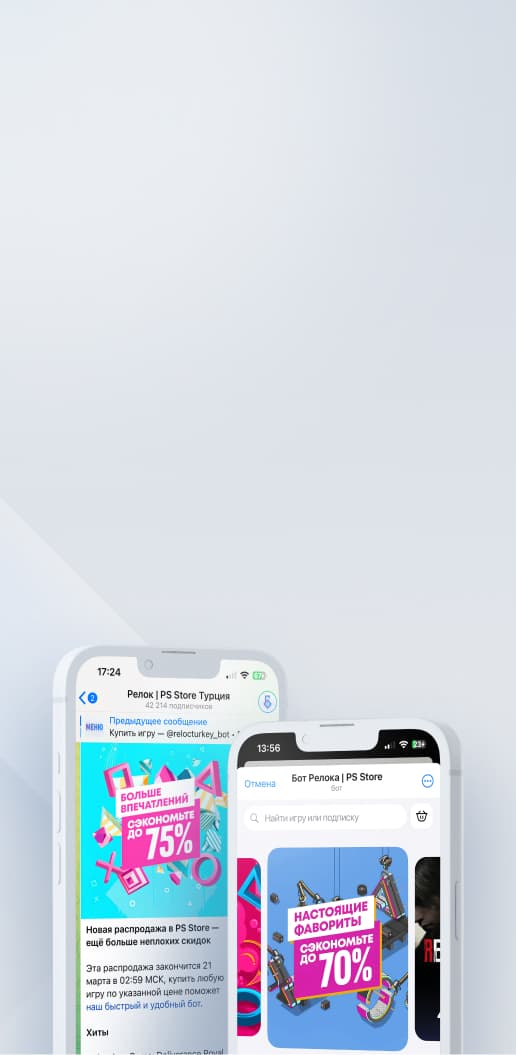 17:24
67
2
Релок | PS Store Турция
42 214 подписчиков
МЕНЮ
Предыдущее сообщение
Купить игру — @relocturkey_bot •
БОЛЬШЕ
ВПЕЧАТЛЕНИЙ
СЭКОНОМЬТЕ
ДО 75%
Новая распродажа в PS Store —
ещё больше неплохих скидок
Эта распродажа закончится 21
марта в 02:59 МСК, купить любую
игру по указанной цене поможет
наш быстрый и удобный бот.
Хиты
Deliverance Royal
13:56
23
Отмена
Бот Релока | PS Store
бот
Найти игру или подписку
НАСТОЯЩИЕ
ФАВОРИТЫ
СЭКОНОМЬТЕ
ДО 70%
RE